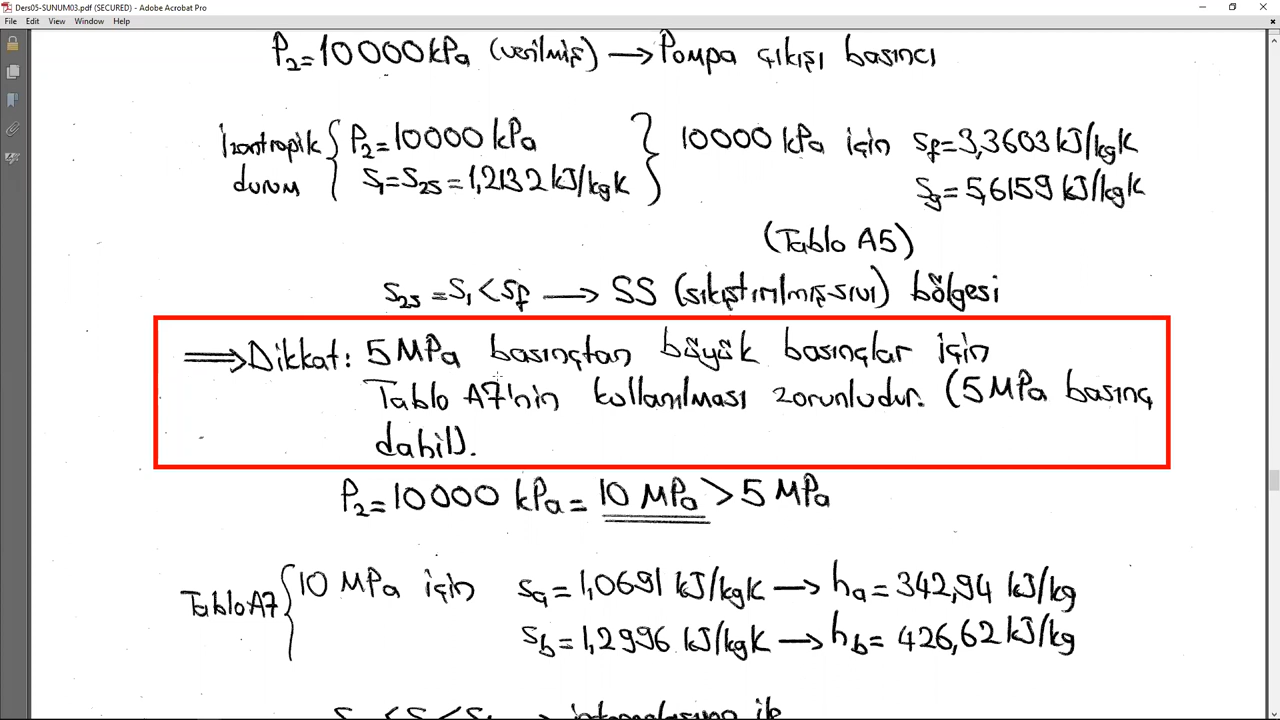 Ders05-SUNUM03.pdf (SECURED) - Adobe Acrobat Pro
File Edit View Window Help
P2=10000kPa (verilmiş) → Pompa çıkışı basıncı
İzontropik durum { P2=10000 kPa } 10000 kPa için sf=3,3603 kJ/kgK
s1=s2s=1,2132 kJ/kgK sg=5,6159 kJ/kgK
(Tablo A5)
s2s=s1<sf → SS (sıkıştırılmış-sıvı) bölgesi
⟹ Dikkat: 5 MPa basınçtan büyük basınçlar için
Tablo A7'nin kullanılması zorunludur. (5 MPa basınç
dahil).
P2=10000 kPa = 10 MPa > 5 MPa
Tablo A7 { 10 MPa için sa=1,0691 kJ/kgK → ha=342,94 kJ/kg
sb=1,2996 kJ/kgK → hb=426,62 kJ/kg